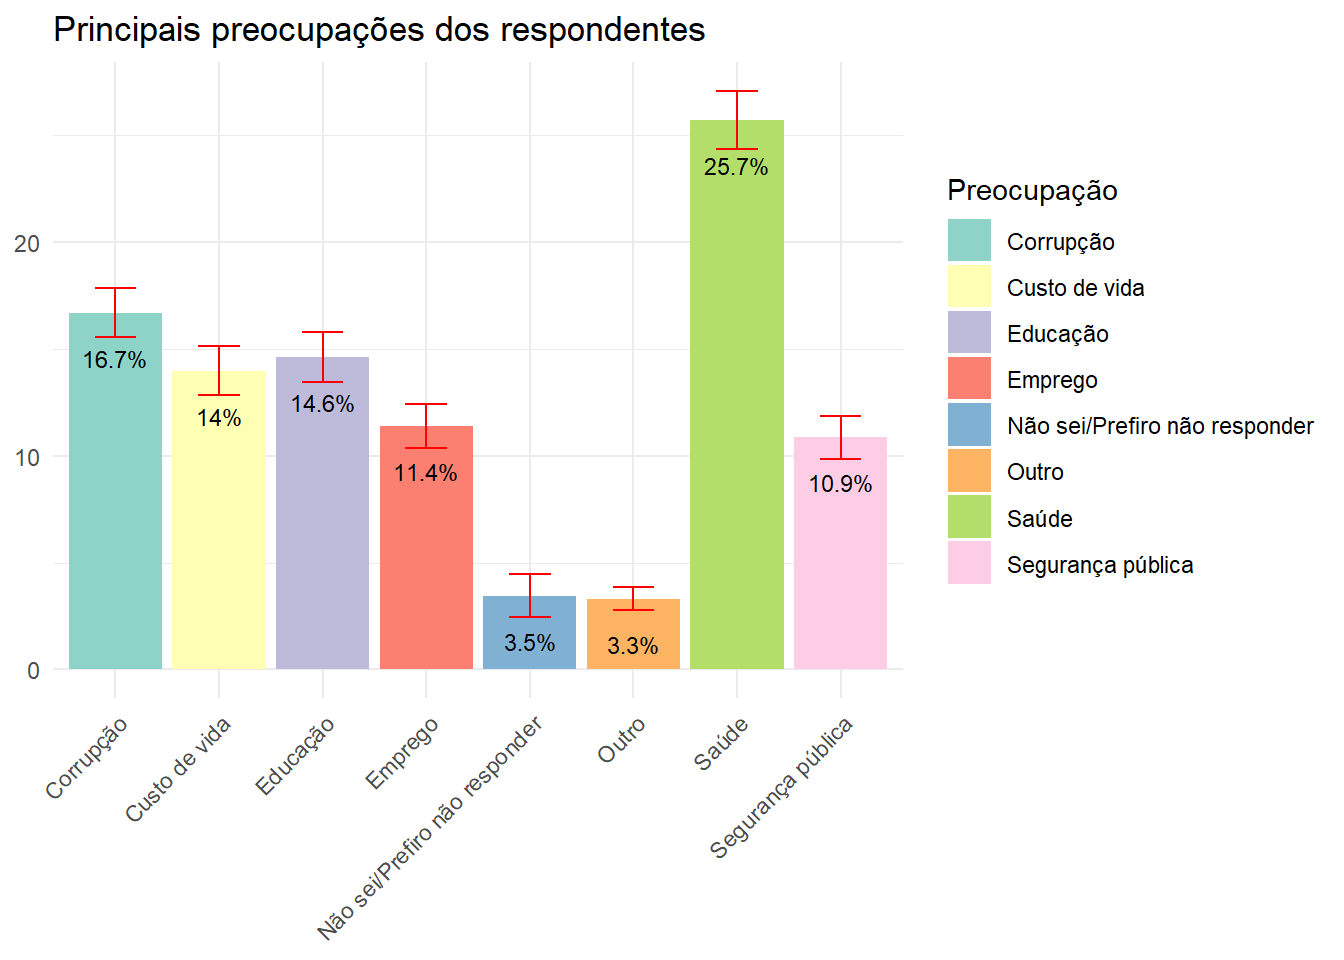 Principais preocupações dos respondentes
20
10
0
16.7%
14%
14.6%
11.4%
3.5%
3.3%
25.7%
10.9%
Corrupção
Custo de vida
Educação
Emprego
Não sei/Prefiro não responder
Outro
Saúde
Segurança pública
Preocupação
Corrupção
Custo de vida
Educação
Emprego
Não sei/Prefiro não responder
Outro
Saúde
Segurança pública